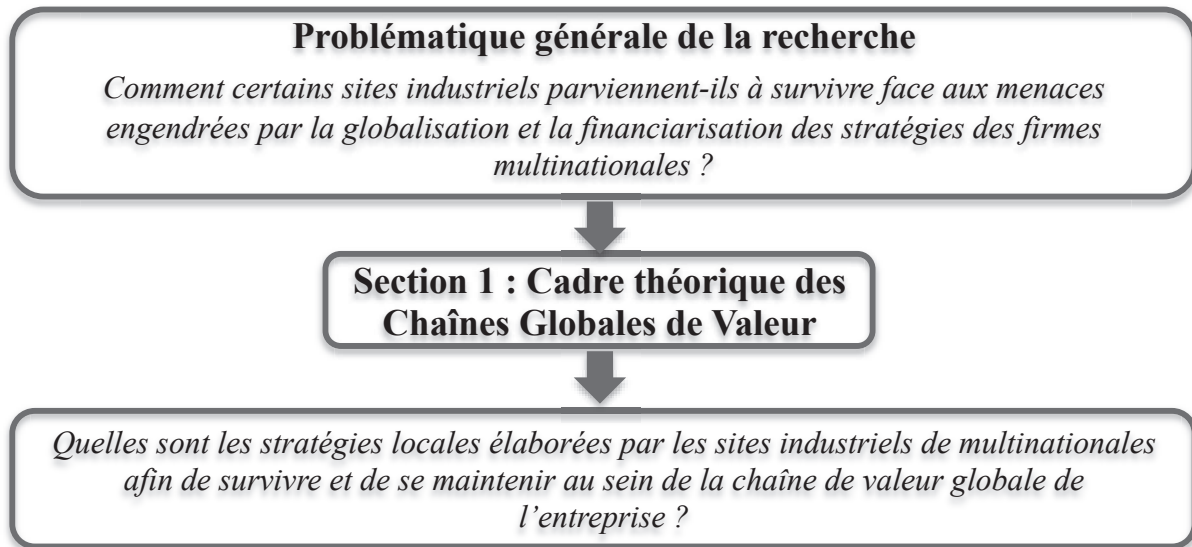 Problématique générale de la recherche
Comment certains sites industriels parviennent-ils à survivre face aux menaces
engendrées par la globalisation et la financiarisation des stratégies des firmes
multinationales ?
Section 1 : Cadre théorique des
Chaînes Globales de Valeur
Quelles sont les stratégies locales élaborées par les sites industriels de multinationales
afin de survivre et de se maintenir au sein de la chaîne de valeur globale de
l’entreprise ?